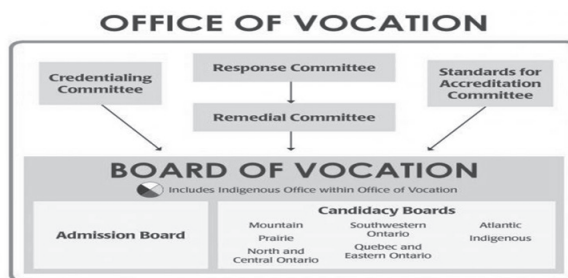 OFFICE OF VOCATION
Credentialing
Committee
Response Committee
Standards for
Accreditation
Committee
Remedial Committee
BOARD OF VOCATION
Includes Indigenous Office within Office of Vocation
Admission Board
Candidacy Boards
Mountain
Prairie
North and
Central Ontario
Southwestern
Ontario
Quebec and
Eastern Ontario
Atlantic
Indigenous